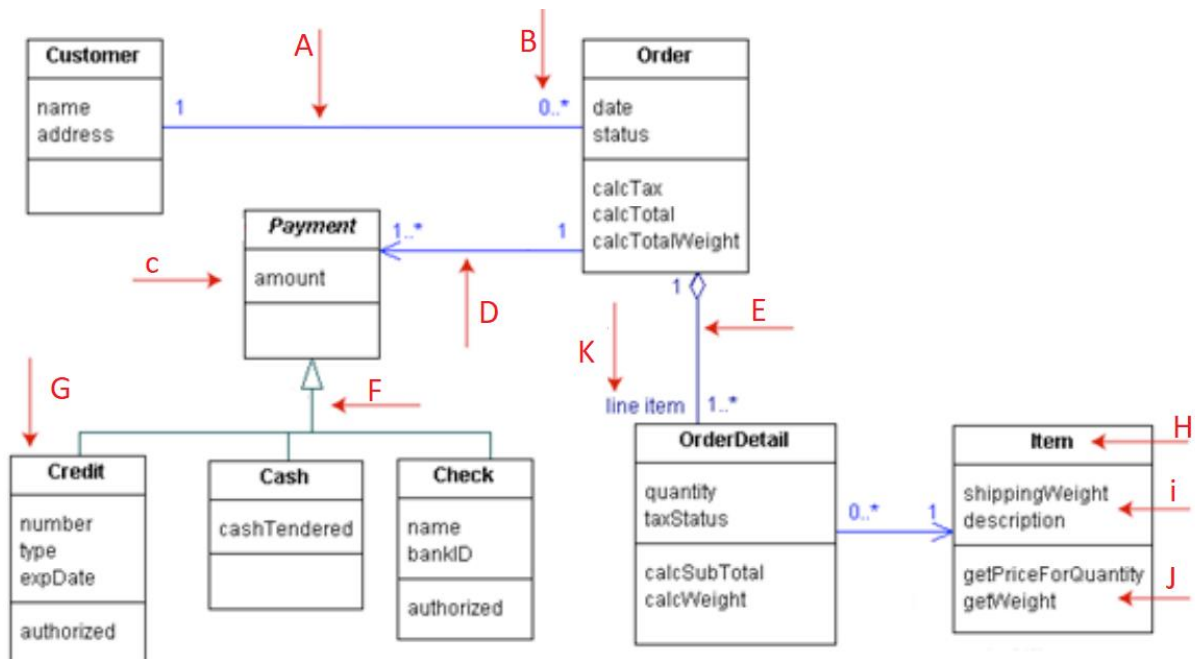 A
B
Customer
name
address
1
0..*
Order
date
status
calcTax
calcTotal
calcTotalWeight
c
Payment
amount
1..*
1
D
1
E
K
line item
1..*
G
F
Credit
number
type
expDate
authorized
Cash
cashTendered
Check
name
bankID
authorized
OrderDetail
quantity
taxStatus
calcSubTotal
calcWeight
0..*
1
Item
H
shippingWeight
description
i
getPriceForQuantity
getWeight
J